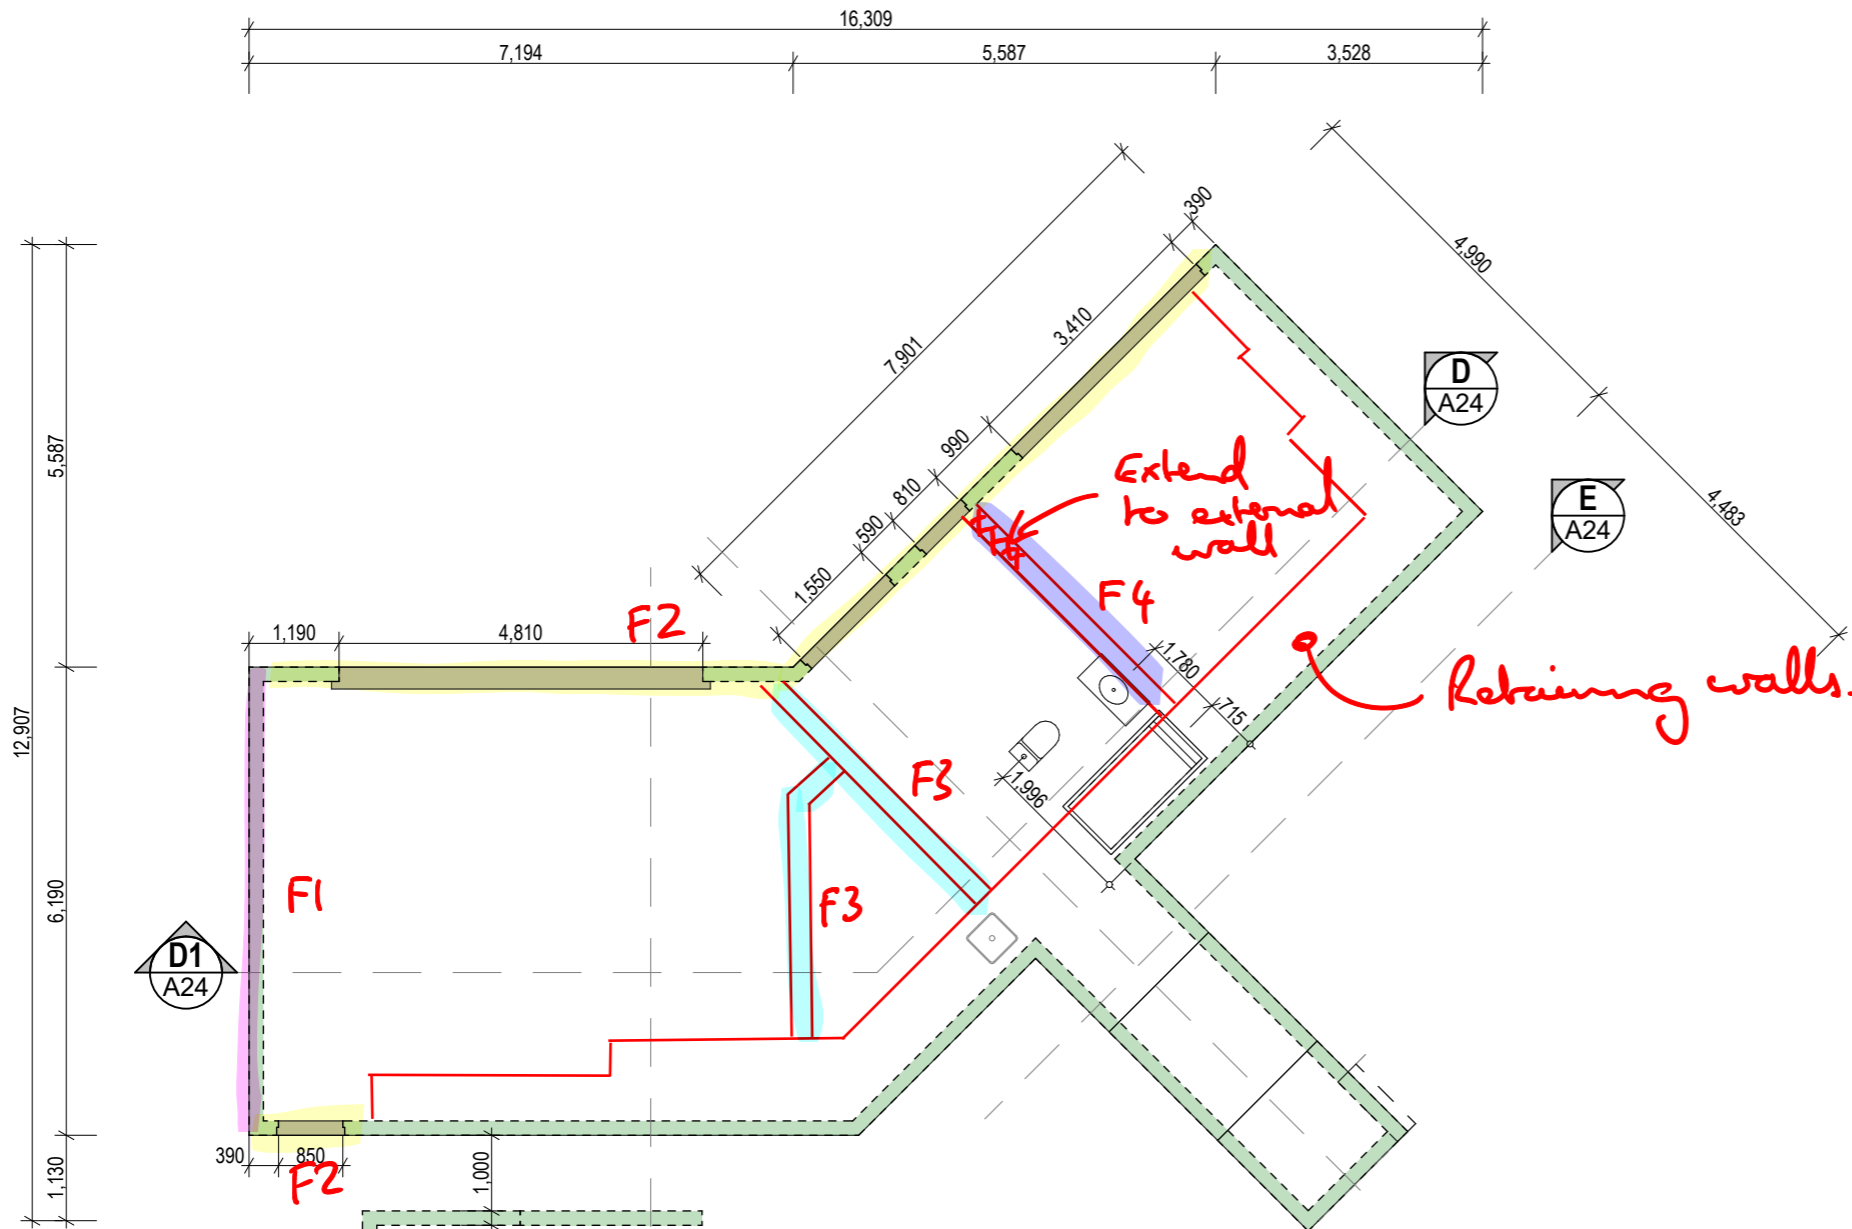 16,309
7,194
5,587
3,528
390
4,990
3,410
7,901
D
A24
990
Extend
to external
wall
810
E
A24
4,483
5,587
590
1,550
F4
F2
1,190
4,810
1,780
Retaining walls.
715
12,907
F3
1,996
F1
F3
6,190
D1
A24
390
850
F2
1,000
1,130